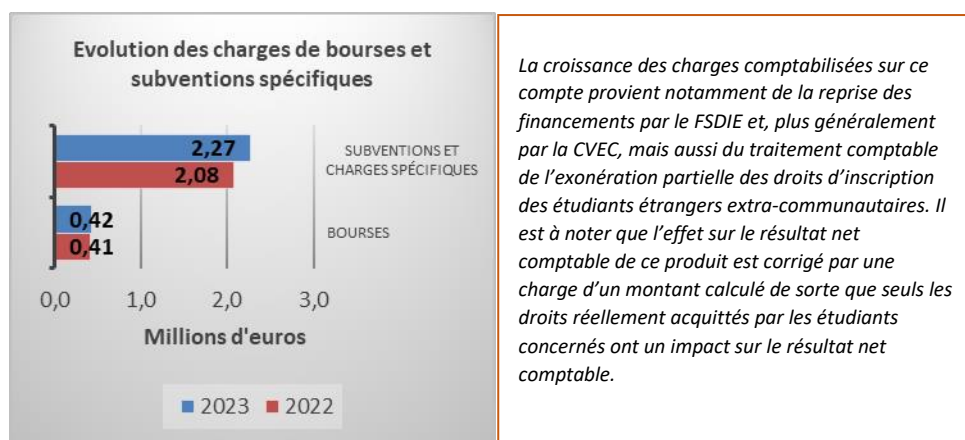 Evolution des charges de bourses et
subventions spécifiques
2,27
2,08
SUBVENTIONS ET
CHARGES SPÉCIFIQUES
0,42
0,41
BOURSES
0,0 1,0 2,0 3,0
Millions d'euros
2023 2022
La croissance des charges comptabilisées sur ce
compte provient notamment de la reprise des
financements par le FSDIE et, plus généralement
par la CVEC, mais aussi du traitement comptable
de l’exonération partielle des droits d’inscription
des étudiants étrangers extra-communautaires. Il
est à noter que l’effet sur le résultat net
comptable de ce produit est corrigé par une
charge d’un montant calculé de sorte que seuls les
droits réellement acquittés par les étudiants
concernés ont un impact sur le résultat net
comptable.